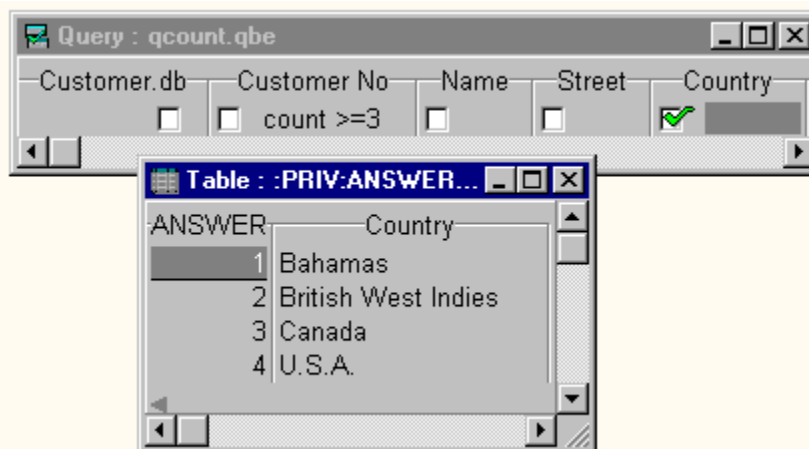 Query : qcount.qbe
Customer.db Customer No Name Street Country
count >=3
Table : :PRIV:ANSWER...
ANSWER Country
1 Bahamas
2 British West Indies
3 Canada
4 U.S.A.